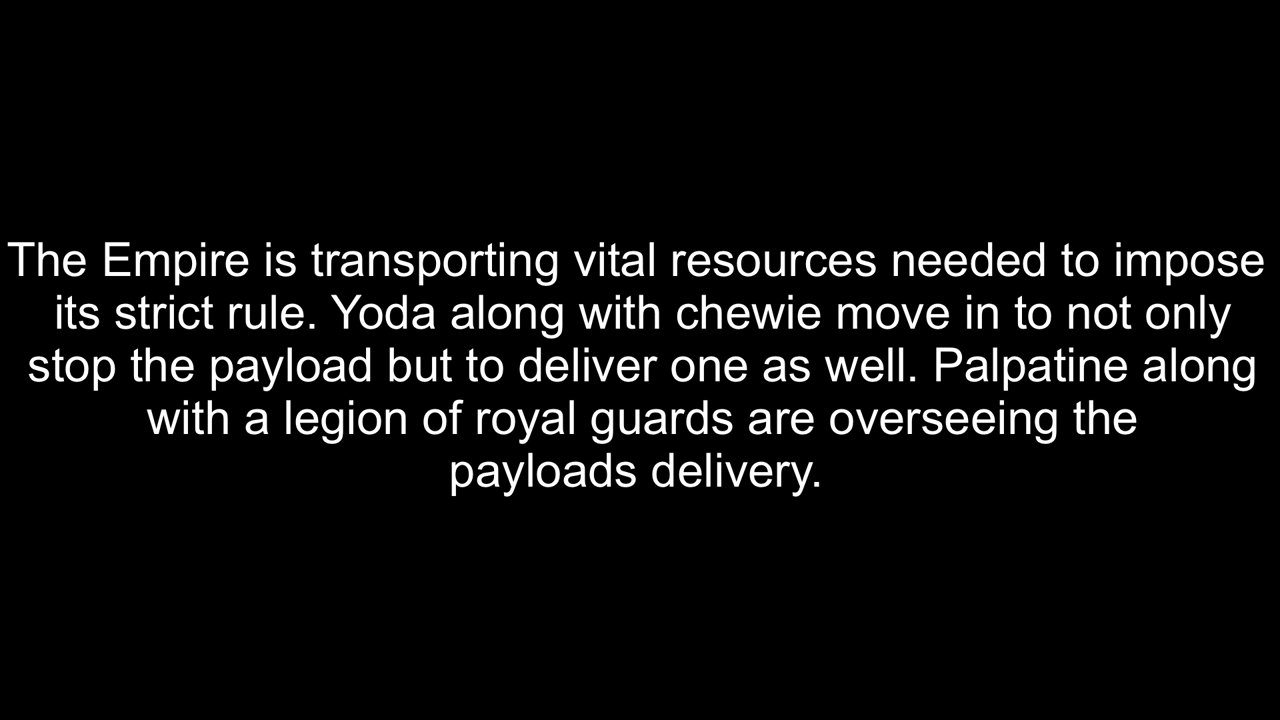 The Empire is transporting vital resources needed to impose
its strict rule. Yoda along with chewie move in to not only
stop the payload but to deliver one as well. Palpatine along
with a legion of royal guards are overseeing the
payloads delivery.